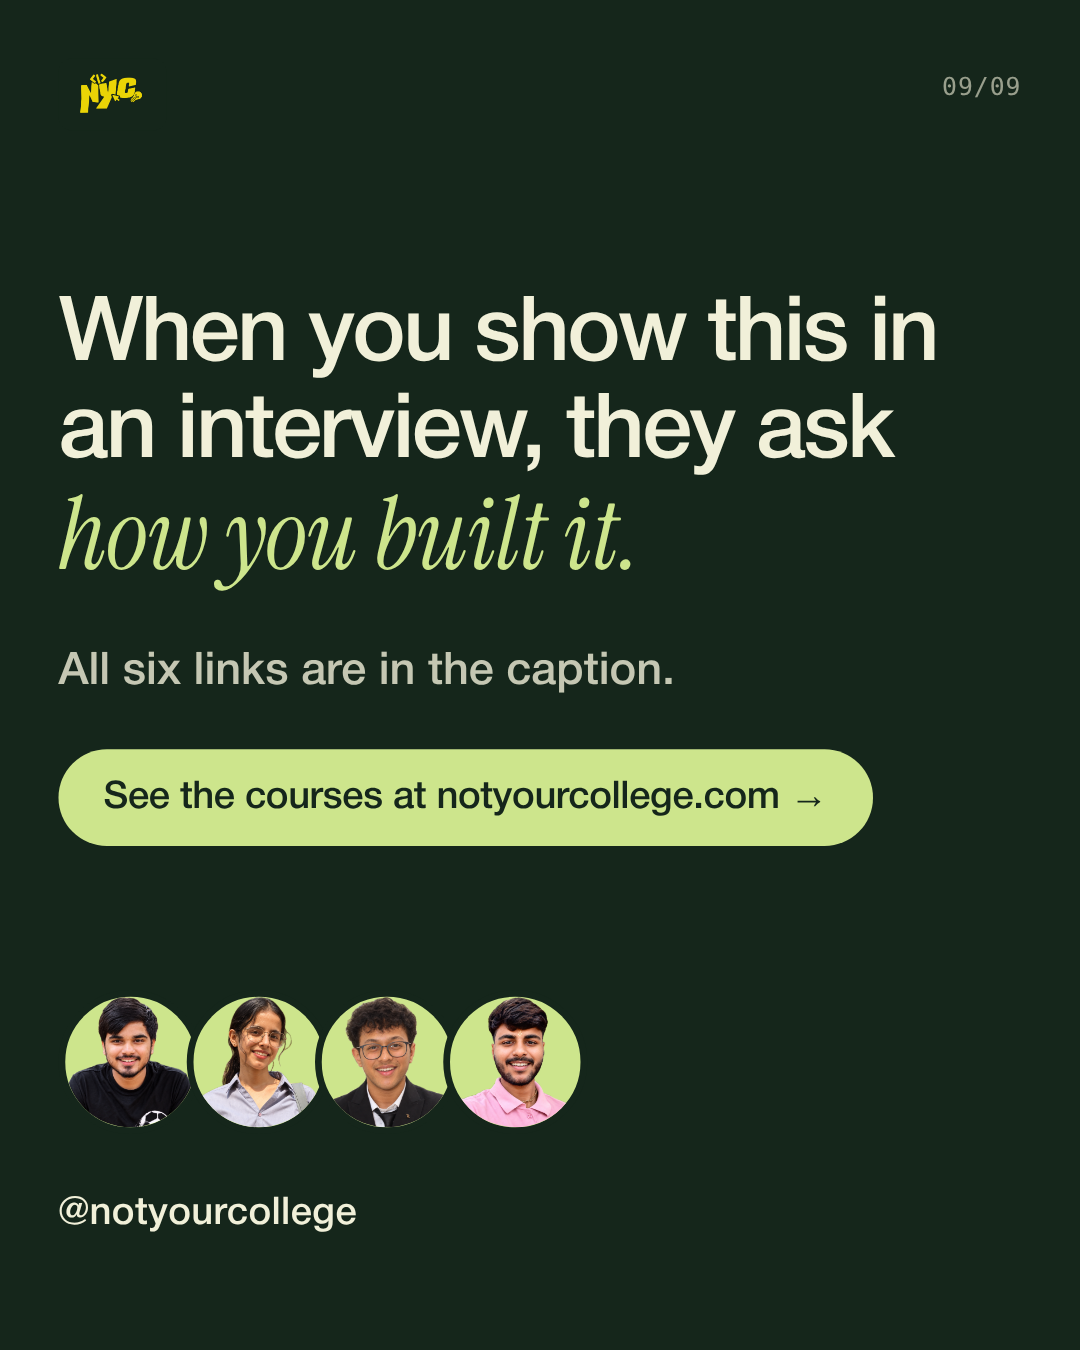 NYC
09/09
When you show this in
an interview, they ask
how you built it.
All six links are in the caption.
See the courses at notyourcollege.com →
@notyourcollege